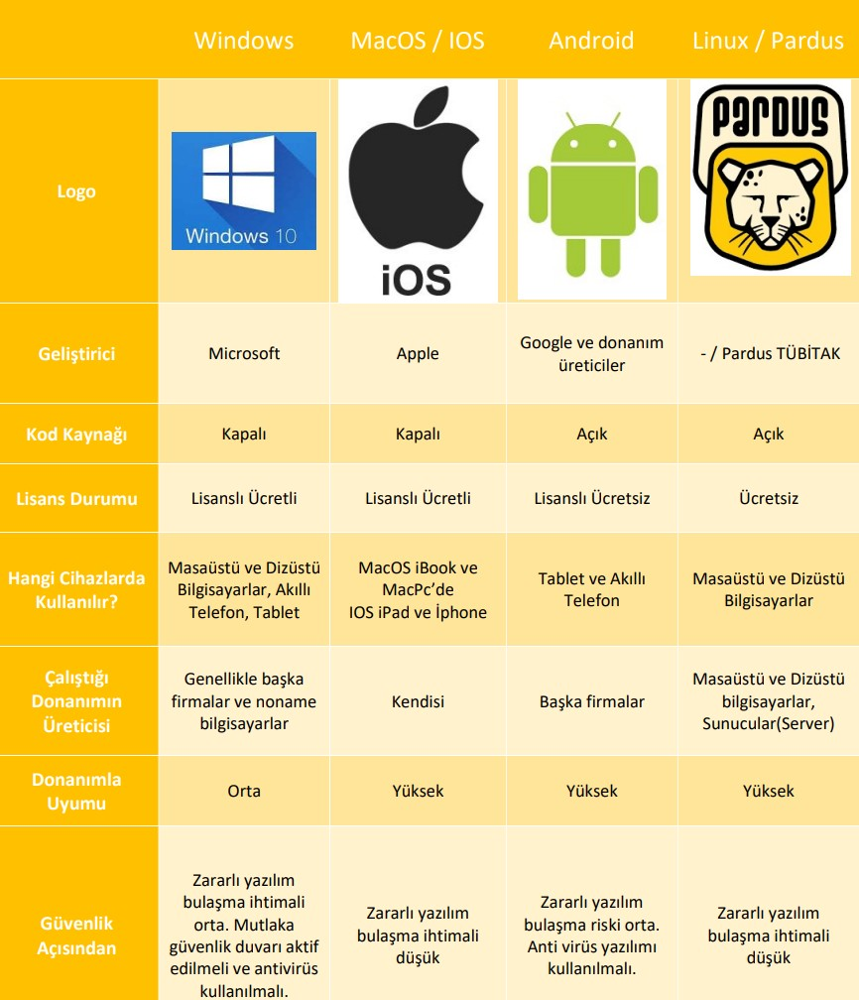 Windows
MacOS / IOS
Android
Linux / Pardus
Logo
Windows 10
iOS
PARDUS
Geliştirici
Microsoft
Apple
Google ve donanım
üreticiler
- / Pardus TÜBİTAK
Kod Kaynağı
Kapalı
Kapalı
Açık
Açık
Lisans Durumu
Lisanslı Ücretli
Lisanslı Ücretli
Lisanslı Ücretsiz
Ücretsiz
Hangi Cihazlarda
Kullanılır?
Masaüstü ve Dizüstü
Bilgisayarlar, Akıllı
Telefon, Tablet
MacOS iBook ve
MacPc’de
IOS iPad ve İphone
Tablet ve Akıllı
Telefon
Masaüstü ve Dizüstü
Bilgisayarlar
Çalıştığı
Donanımın
Üreticisi
Genellikle başka
firmalar ve noname
bilgisayarlar
Kendisi
Başka firmalar
Masaüstü ve Dizüstü
bilgisayarlar,
Sunucular(Server)
Donanımla
Uyumu
Orta
Yüksek
Yüksek
Yüksek
Güvenlik
Açısından
Zararlı yazılım
bulaşma ihtimali
orta. Mutlaka
güvenlik duvarı aktif
edilmeli ve antivirüs
kullanılmalı.
Zararlı yazılım
bulaşma ihtimali
düşük
Zararlı yazılım
bulaşma riski orta.
Anti virüs yazılımı
kullanılmalı.
Zararlı yazılım
bulaşma ihtimali
düşük